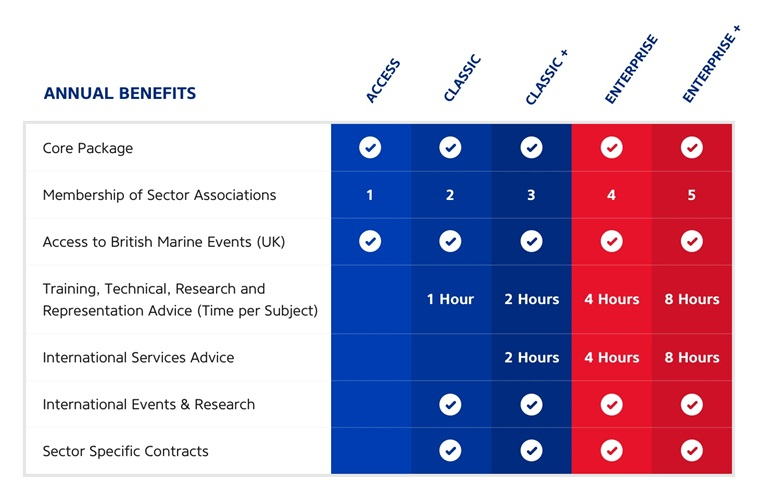 ACCESS
CLASSIC
CLASSIC +
ENTERPRISE
ENTERPRISE +
ANNUAL BENEFITS
Core Package
Membership of Sector Associations 1 2 3 4 5
Access to British Marine Events (UK)
Training, Technical, Research and
Representation Advice (Time per Subject) 1 Hour 2 Hours 4 Hours 8 Hours
International Services Advice 2 Hours 4 Hours 8 Hours
International Events & Research
Sector Specific Contracts